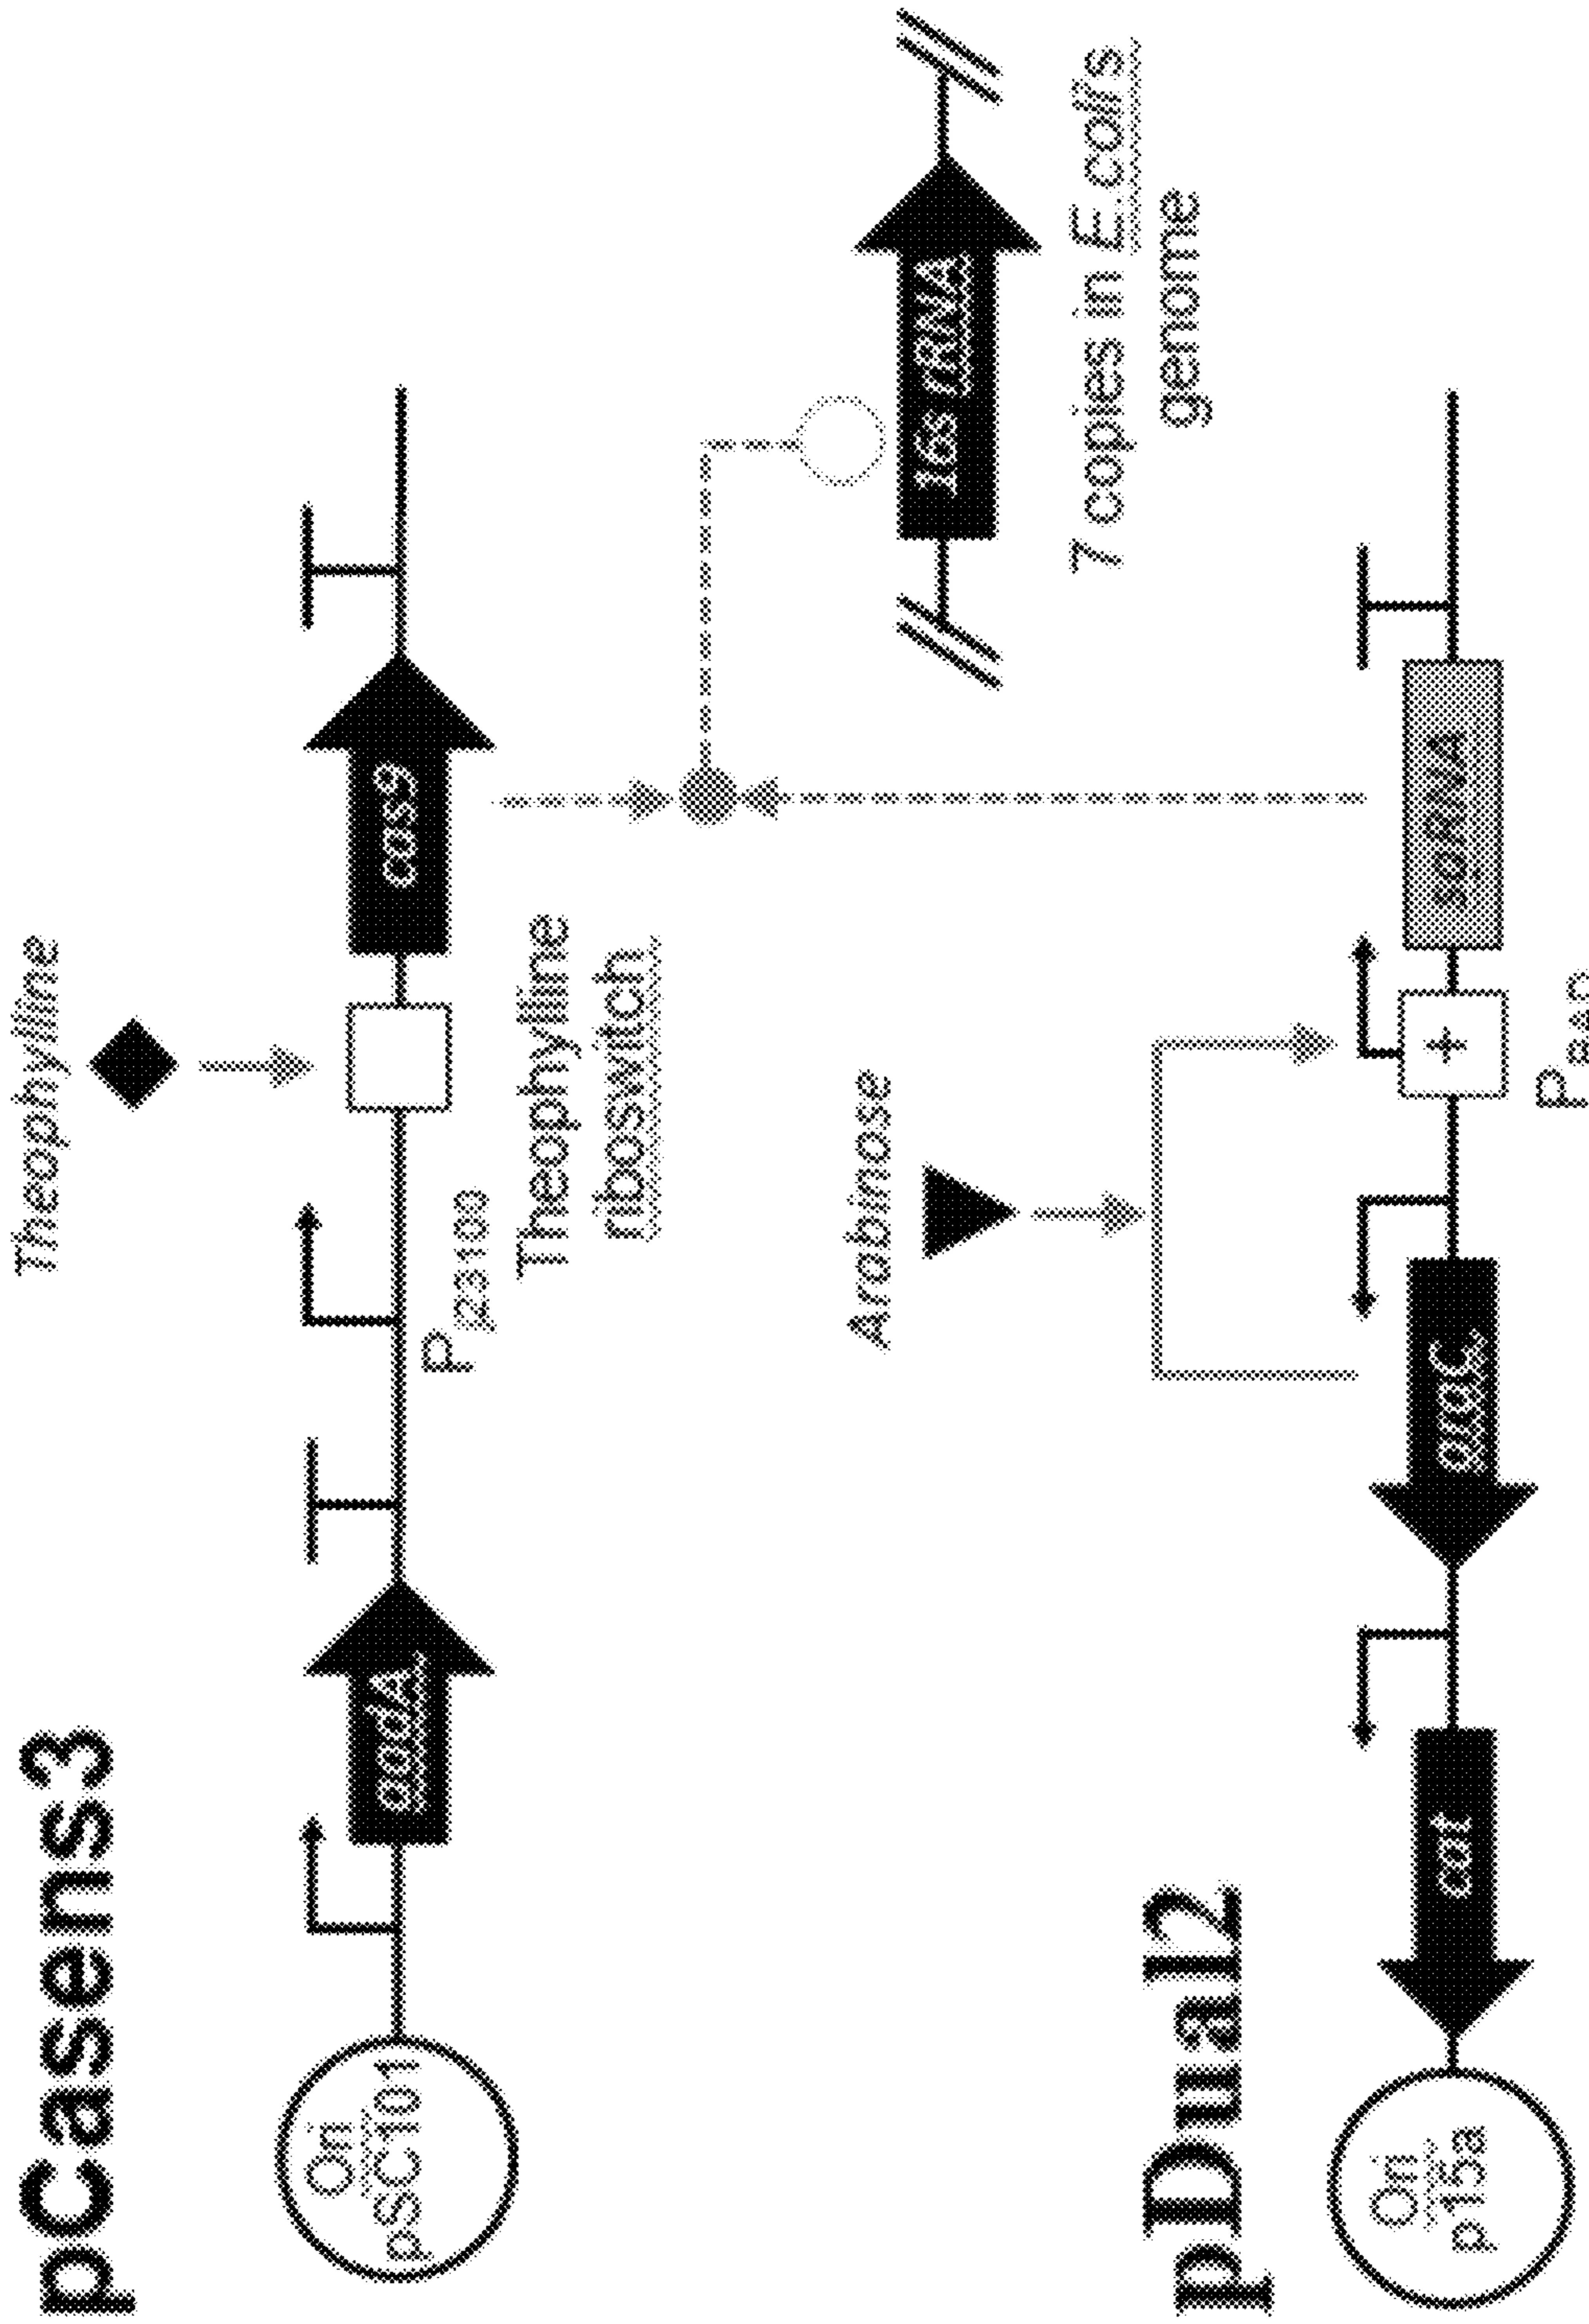 pCasens3
Theophylline
Ori
pSC101
aadA
cas9
P J23100
Theophylline
riboswitch
16s rRNA
7 copies in E.coli's
genome
pDual2
Arabinose
Ori
p15a
cat
araC
+
sgRNA
P BAD